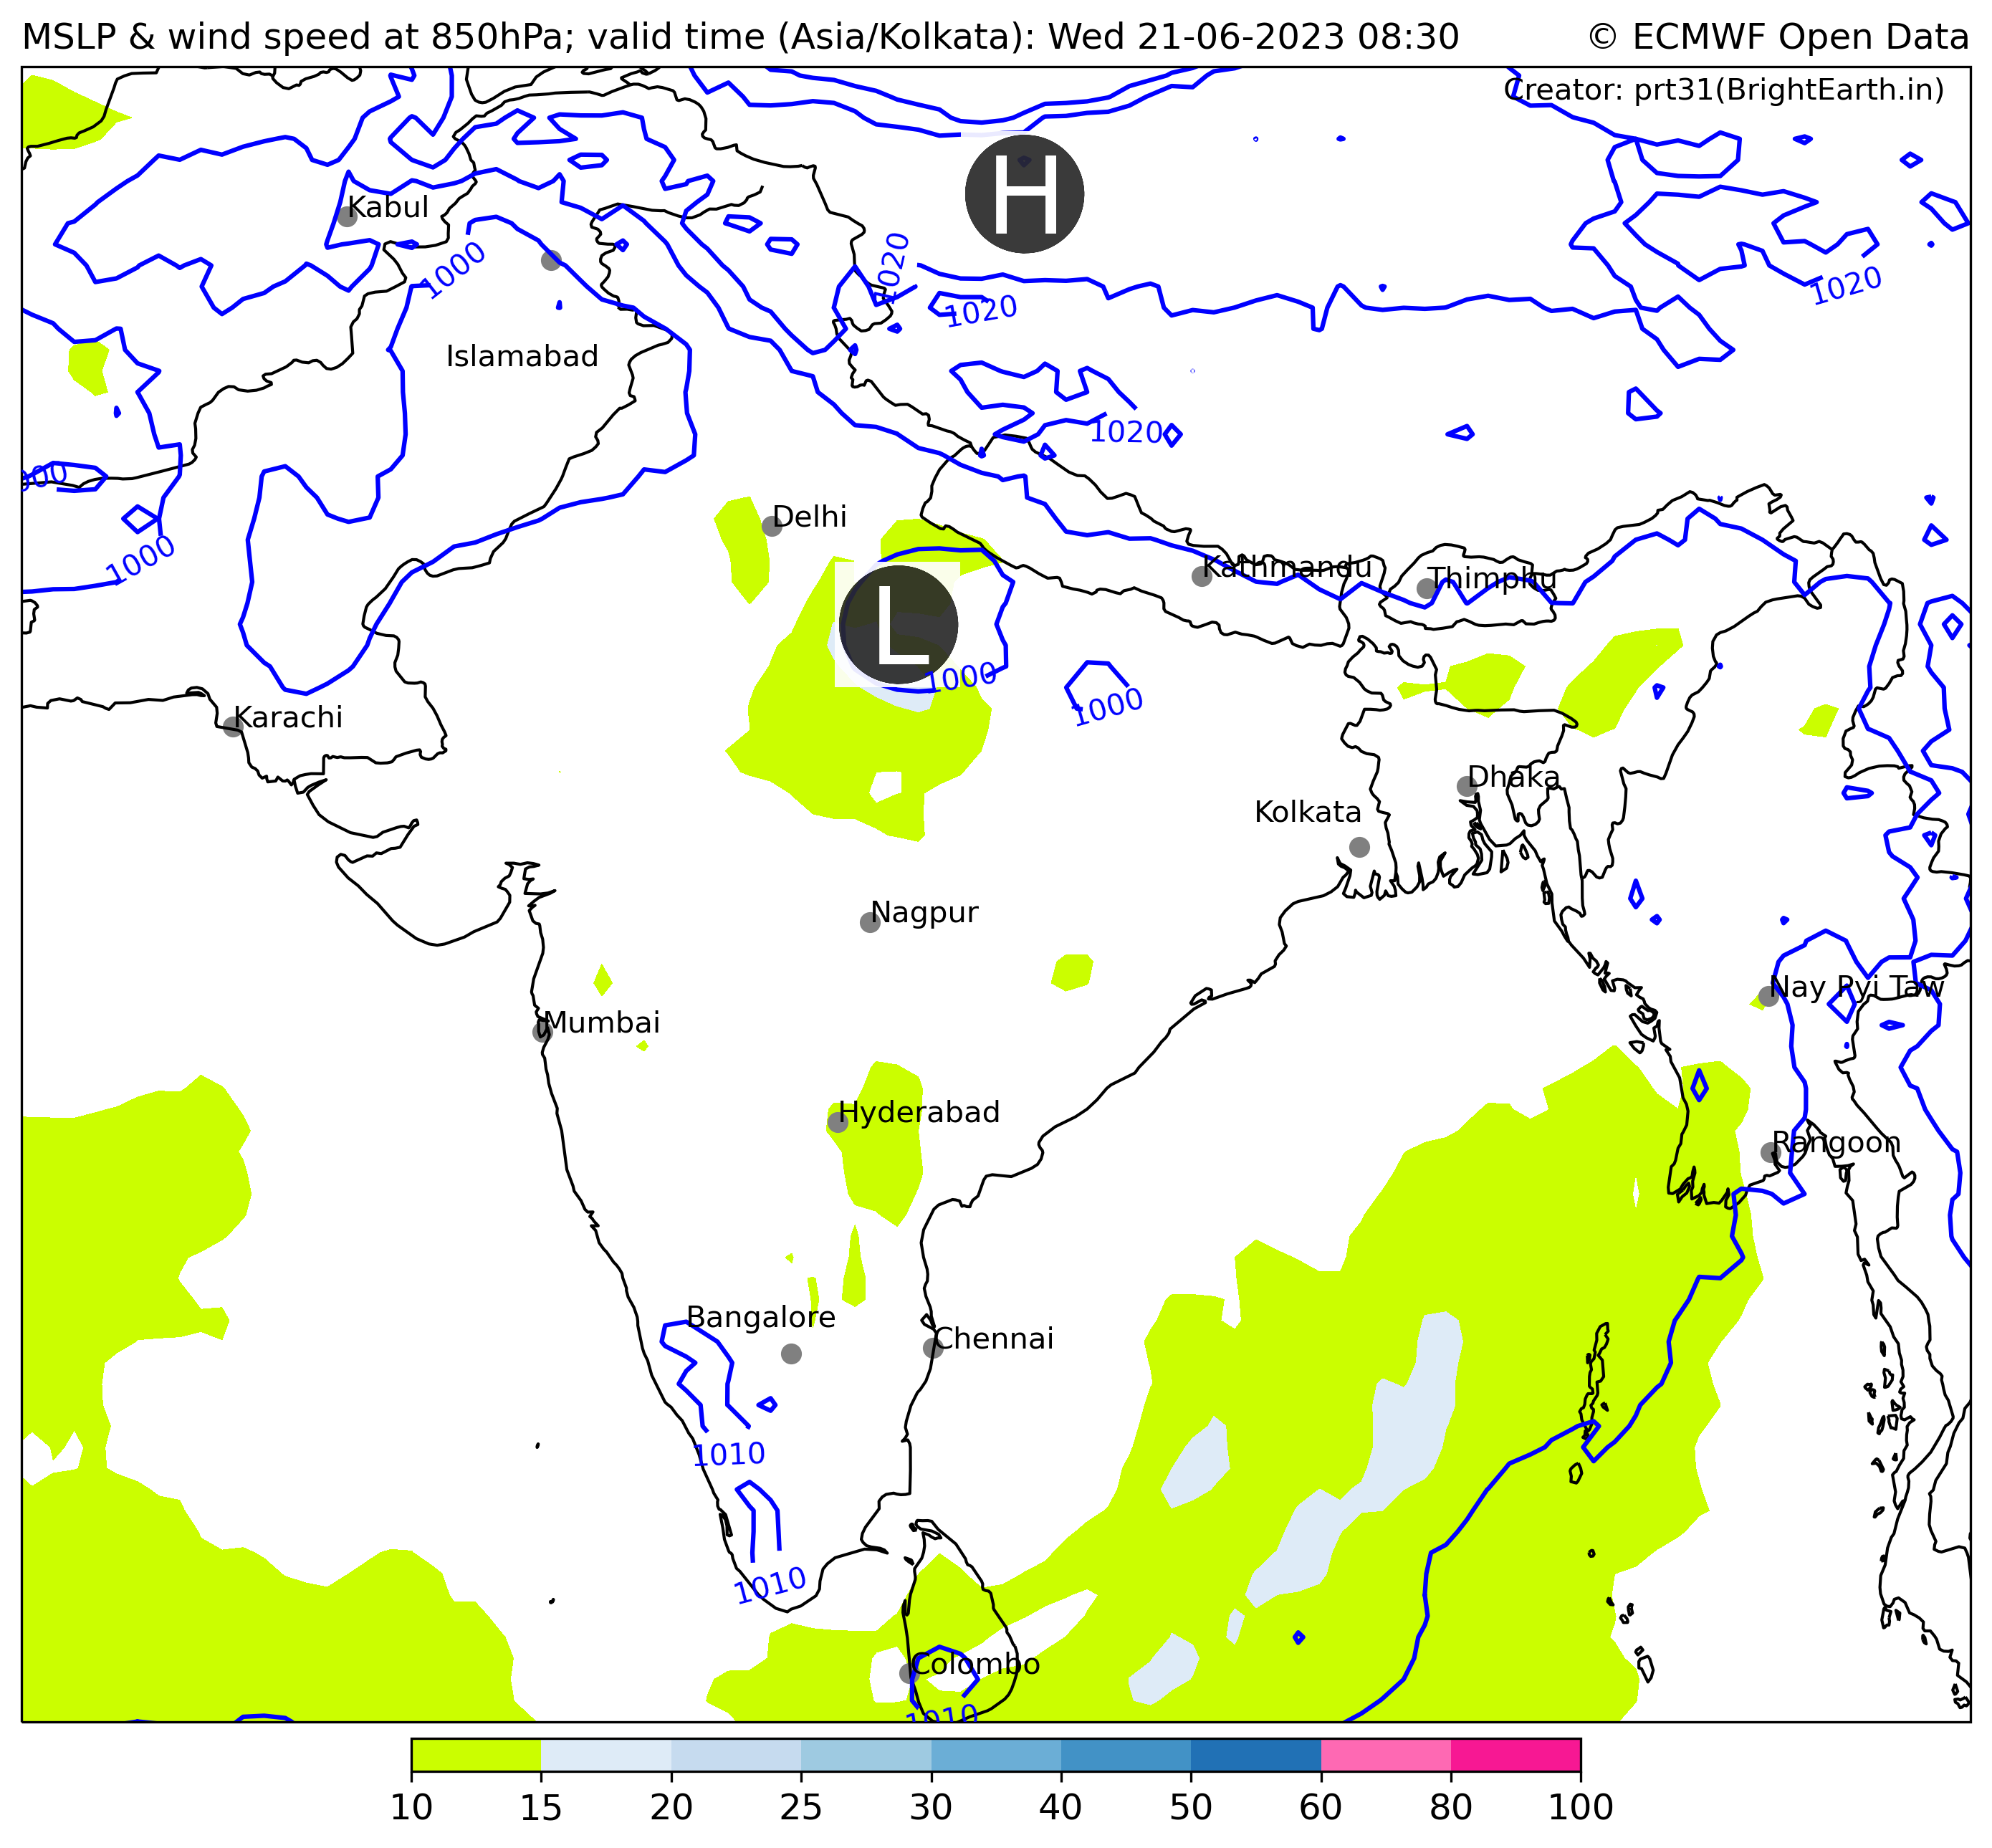 MSLP & wind speed at 850hPa; valid time (Asia/Kolkata): Wed 21-06-2023 08:30 © ECMWF Open Data
Creator: prt31(BrightEarth.in)
H
Kabul
1000
1020
1020
1020
Islamabad
1020
Delhi
1000
Kathmandu
Thimphu
L
1000
1000
Karachi
Dhaka
Kolkata
Nagpur
Nay Pyi Taw
Mumbai
Hyderabad
Rangoon
Bangalore
Chennai
1010
1010
Colombo
1010
10 15 20 25 30 40 50 60 80 100